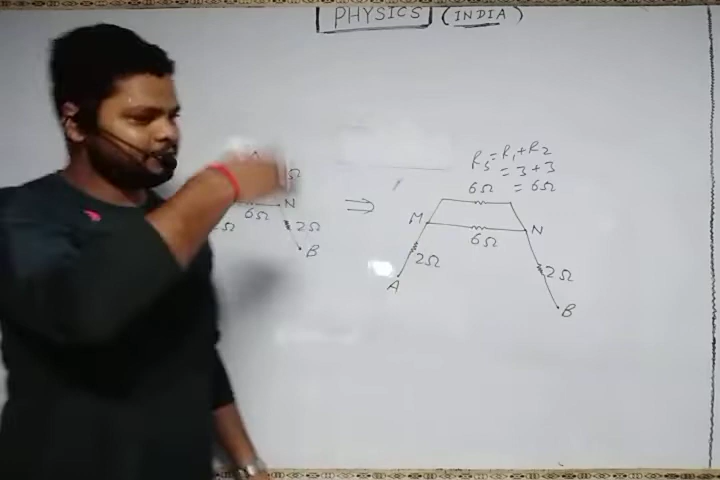 PHYSICS (INDIA)
Rs = R1 + R2
= 3 + 3
6Ω = 6Ω
Ω
6Ω N
Ω 2Ω
B
⇒
M N
6Ω
2Ω
A
2Ω
B